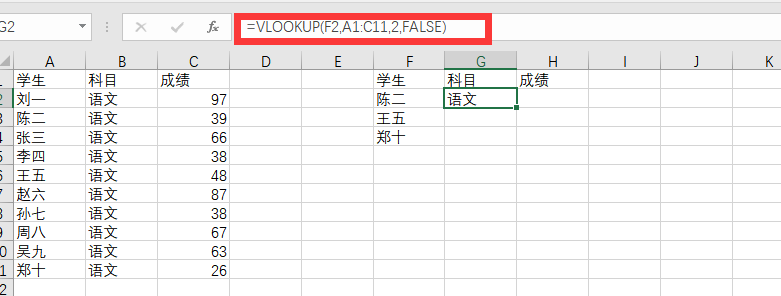 G2 =VLOOKUP(F2,A1:C11,2,FALSE)
A B C D E F G H I J K
1 学生 科目 成绩 学生 科目 成绩
2 刘一 语文 97 陈二 语文
3 陈二 语文 39 王五
4 张三 语文 66 郑十
5 李四 语文 38
6 王五 语文 48
7 赵六 语文 87
8 孙七 语文 38
9 周八 语文 67
10 吴九 语文 63
11 郑十 语文 26
2